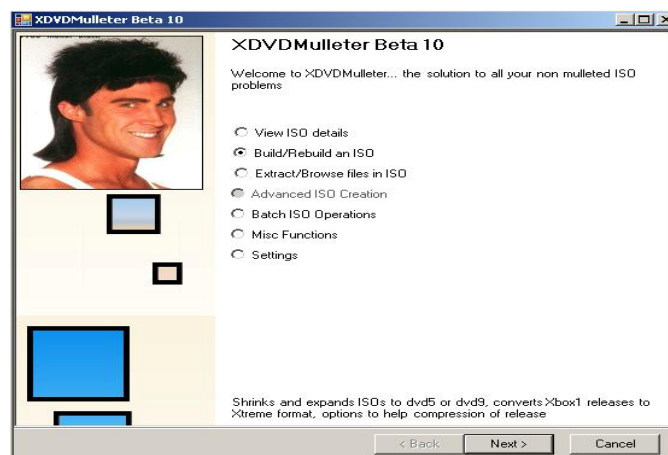 XDVDMulleter Beta 10
XDVDMulleter Beta 10
Welcome to XDVDMulleter... the solution to all your non mulleted ISO
problems
View ISO details
Build/Rebuild an ISO
Extract/Browse files in ISO
Advanced ISO Creation
Batch ISO Operations
Misc Functions
Settings
Shrinks and expands ISOs to dvd5 or dvd9, converts Xbox1 releases to
Xtreme format, options to help compression of release
< Back
Next >
Cancel